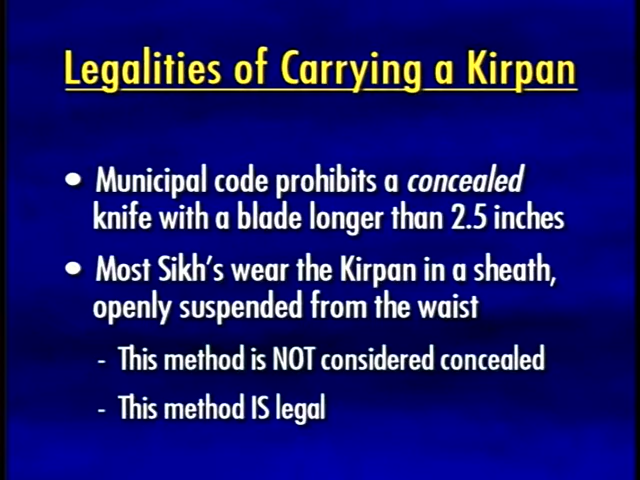 Legalities of Carrying a Kirpan
• Municipal code prohibits a concealed
knife with a blade longer than 2.5 inches
• Most Sikh's wear the Kirpan in a sheath,
openly suspended from the waist
- This method is NOT considered concealed
- This method IS legal